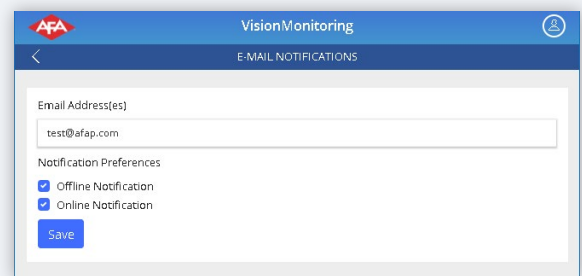 AFA
VisionMonitoring
E-MAIL NOTIFICATIONS
Email Address(es)
test@afap.com
Notification Preferences
Offline Notification
Online Notification
Save